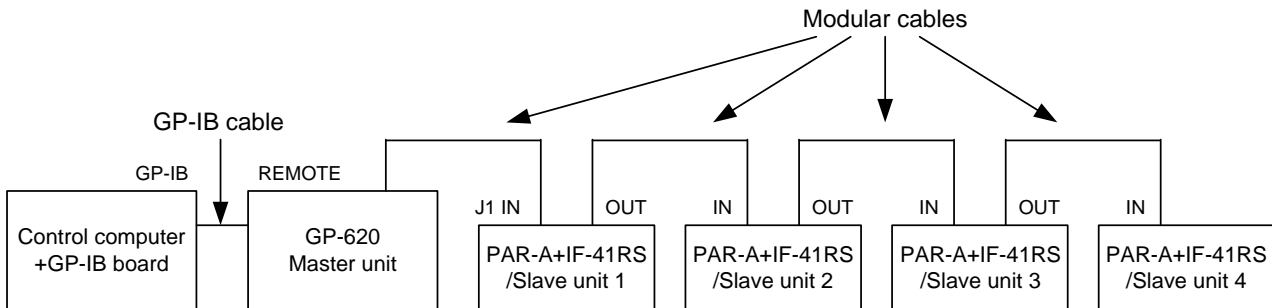 Modular cables
GP-IB cable
GP-IB
REMOTE
J1 IN
OUT
IN
OUT
IN
OUT
IN
Control computer
+GP-IB board
GP-620
Master unit
PAR-A+IF-41RS
/Slave unit 1
PAR-A+IF-41RS
/Slave unit 2
PAR-A+IF-41RS
/Slave unit 3
PAR-A+IF-41RS
/Slave unit 4